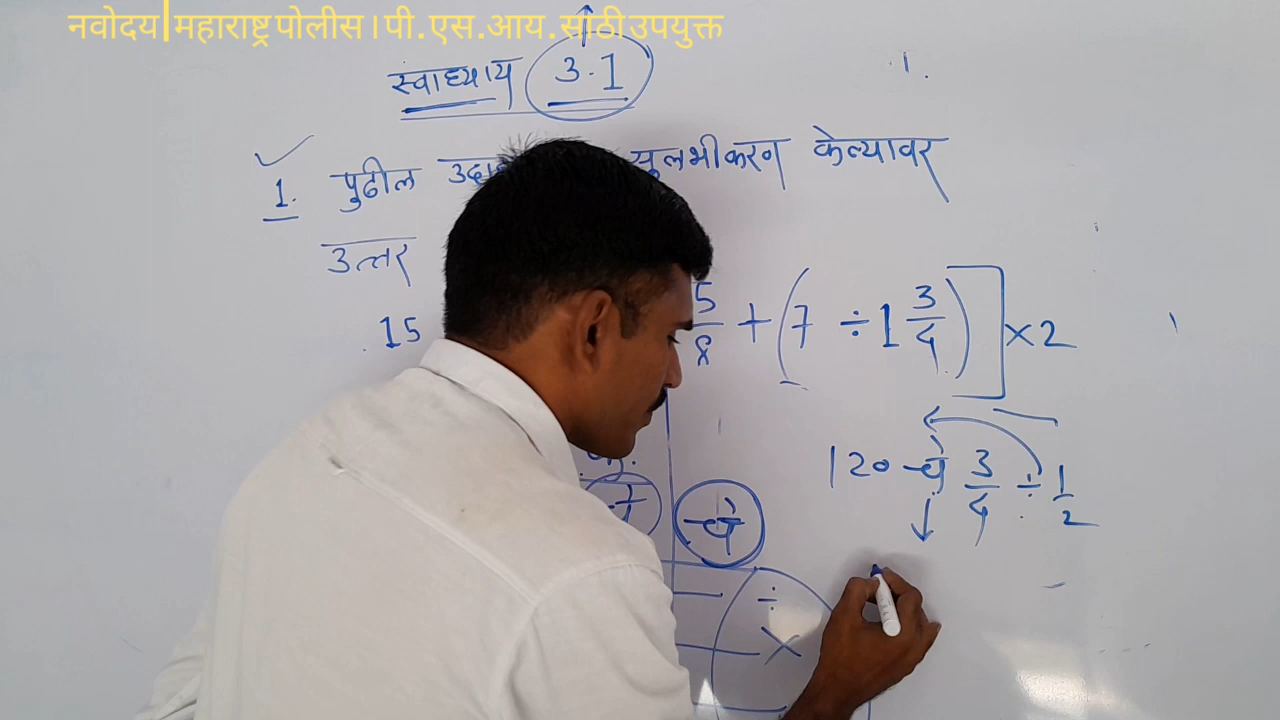 नवोदय | महाराष्ट्र पोलीस । पी.एस.आय.साठी उपयुक्त
स्वाध्याय 3.1
1. पुढील सुलभीकरण केल्यावर
उत्तर
15 5/8 + (7 ÷ 1 3/4) ] × 2
120 चे 3/4 ÷ 1/2
चे
÷
×